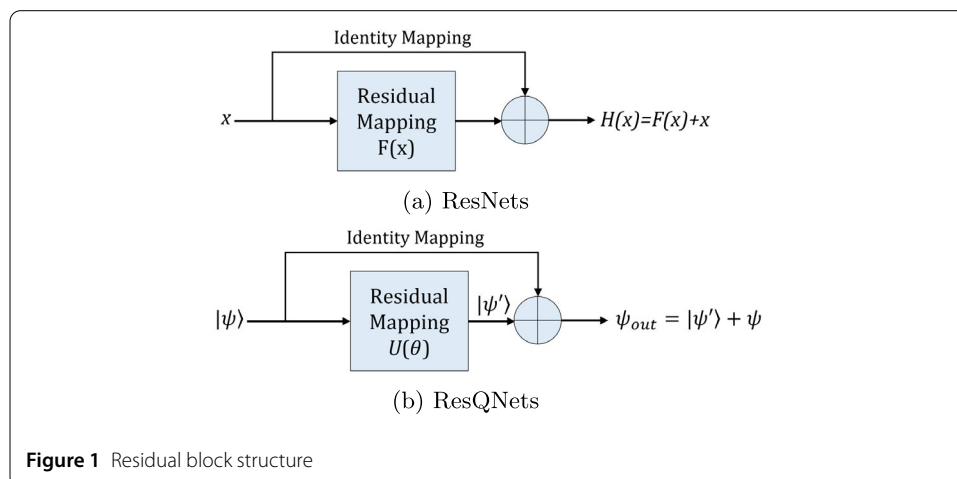 Identity Mapping
Residual
Mapping
F(x)
x
H(x)=F(x)+x
(a) ResNets
Identity Mapping
Residual
Mapping
U(θ)
|ψ⟩
|ψ′⟩
ψ_out = |ψ′⟩ + ψ
(b) ResQNets
Figure 1 Residual block structure